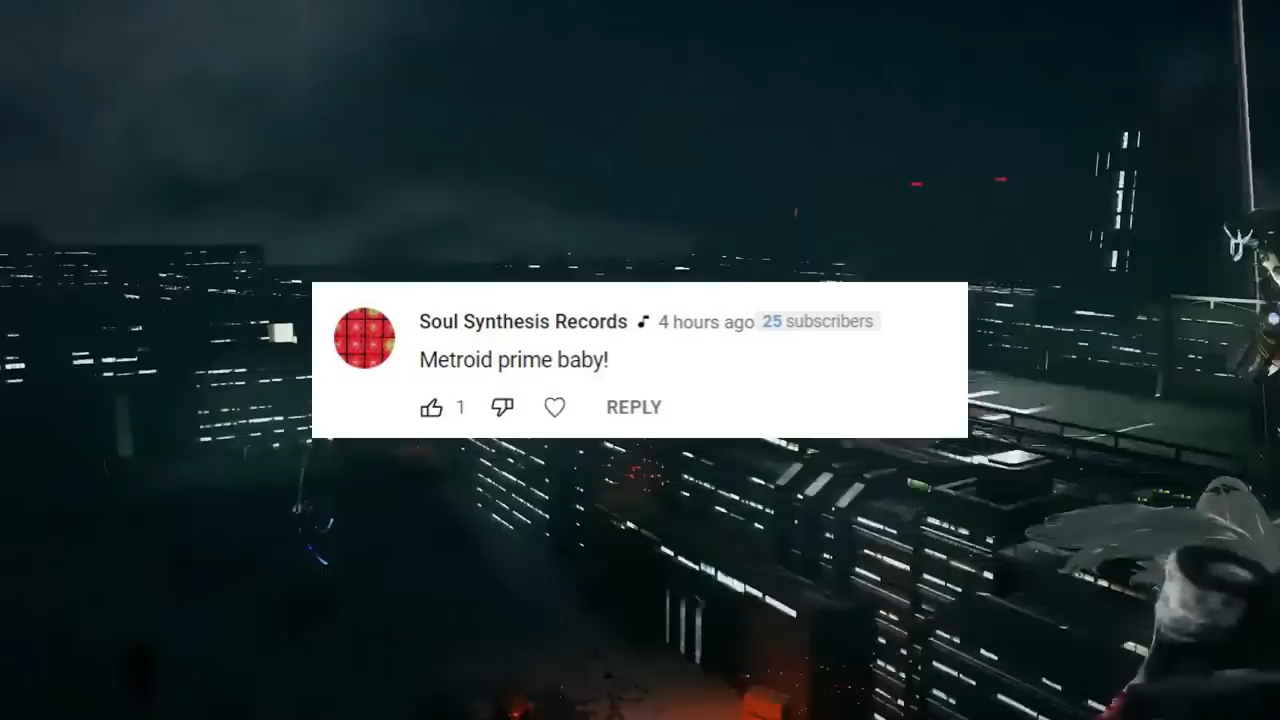 Soul Synthesis Records ♪ 4 hours ago 25 subscribers
Metroid prime baby!
1 REPLY